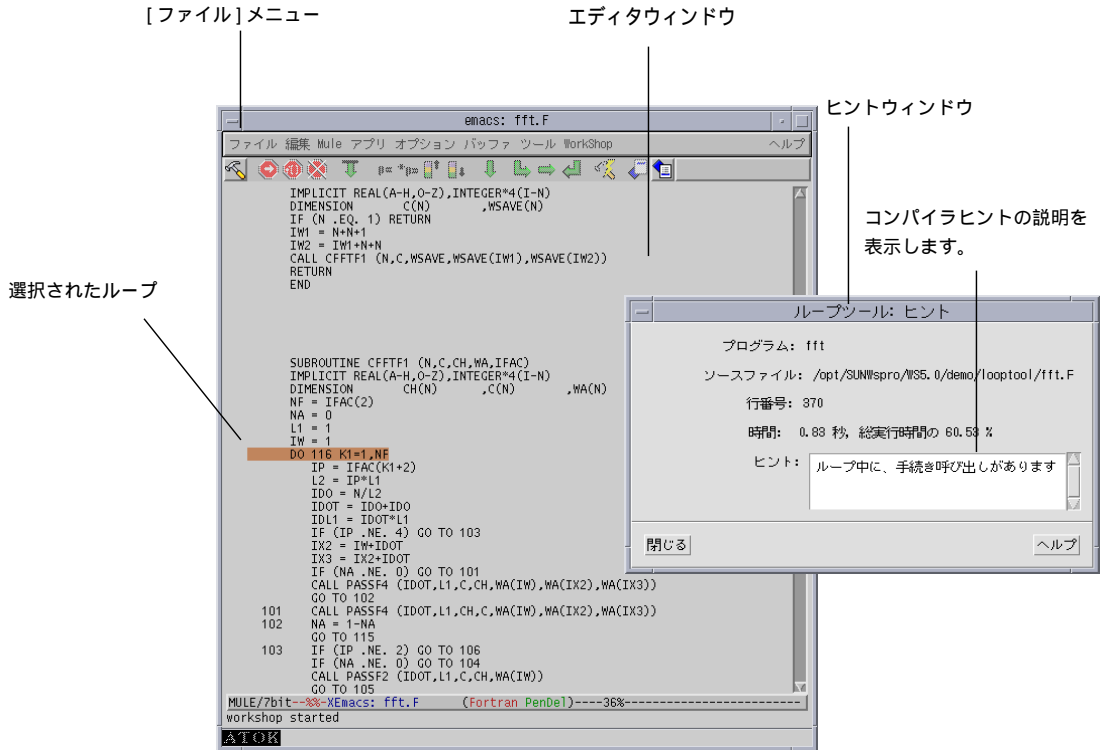 [ファイル]メニュー
エディタウィンドウ
ヒントウィンドウ
コンパイラヒントの説明を
表示します。
選択されたループ
emacs: fft.F
ファイル 編集 Mule アプリ オプション バッファ ツール WorkShop ヘルプ
IMPLICIT REAL(A-H,O-Z),INTEGER*4(I-N)
DIMENSION C(N) ,WSAVE(N)
IF (N .EQ. 1) RETURN
IW1 = N+N+1
IW2 = IW1+N+N
CALL CFFTF1 (N,C,WSAVE,WSAVE(IW1),WSAVE(IW2))
RETURN
END
SUBROUTINE CFFTF1 (N,C,CH,WA,IFAC)
IMPLICIT REAL(A-H,O-Z),INTEGER*4(I-N)
DIMENSION CH(N) ,C(N) ,WA(N)
NF = IFAC(2)
NA = 0
L1 = 1
IW = 1
DO 116 K1=1,NF
IP = IFAC(K1+2)
L2 = IP*L1
IDO = N/L2
IDOT = IDO+IDO
IDL1 = IDOT*L1
IF (IP .NE. 4) GO TO 103
IX2 = IW+IDOT
IX3 = IX2+IDOT
IF (NA .NE. 0) GO TO 101
CALL PASSF4 (IDOT,L1,C,CH,WA(IW),WA(IX2),WA(IX3))
GO TO 102
101 CALL PASSF4 (IDOT,L1,CH,C,WA(IW),WA(IX2),WA(IX3))
102 NA = 1-NA
GO TO 115
103 IF (IP .NE. 2) GO TO 106
IF (NA .NE. 0) GO TO 104
CALL PASSF2 (IDOT,L1,C,CH,WA(IW))
GO TO 105
MULE/7bit--%%-XEmacs: fft.F (Fortran PenDel)----36%--------------------------
workshop started
ATOK
ループツール: ヒント
プログラム: fft
ソースファイル: /opt/SUNWspro/WS5.0/demo/looptool/fft.F
行番号: 370
時間: 0.83 秒, 総実行時間の 60.53 %
ヒント: ループ中に、手続き呼び出しがあります
閉じる ヘルプ